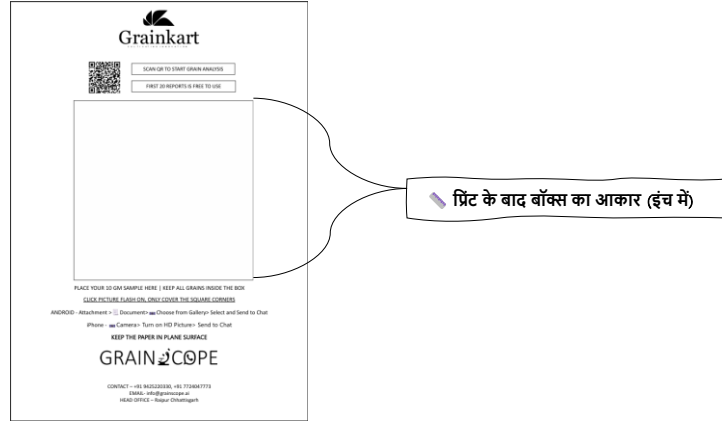 Grainkart
SCAN QR TO START GRAIN ANALYSIS
FIRST 20 REPORTS IS FREE TO USE
📏 प्रिंट के बाद बॉक्स का आकार (इंच में)
PLACE YOUR 10 GM SAMPLE HERE | KEEP ALL GRAINS INSIDE THE BOX
CLICK PICTURE FLASH ON, ONLY COVER THE SQUARE CORNERS
ANDROID - Attachment > Document> Choose from Gallery> Select and Send to Chat
iPhone - Camera> Turn on HD Picture> Send to Chat
KEEP THE PAPER IN PLANE SURFACE
GRAINSCOPE
CONTACT – +91 9425220330, +91 7724047773
EMAIL- info@grainscope.ai
HEAD OFFICE – Raipur Chhattisgarh